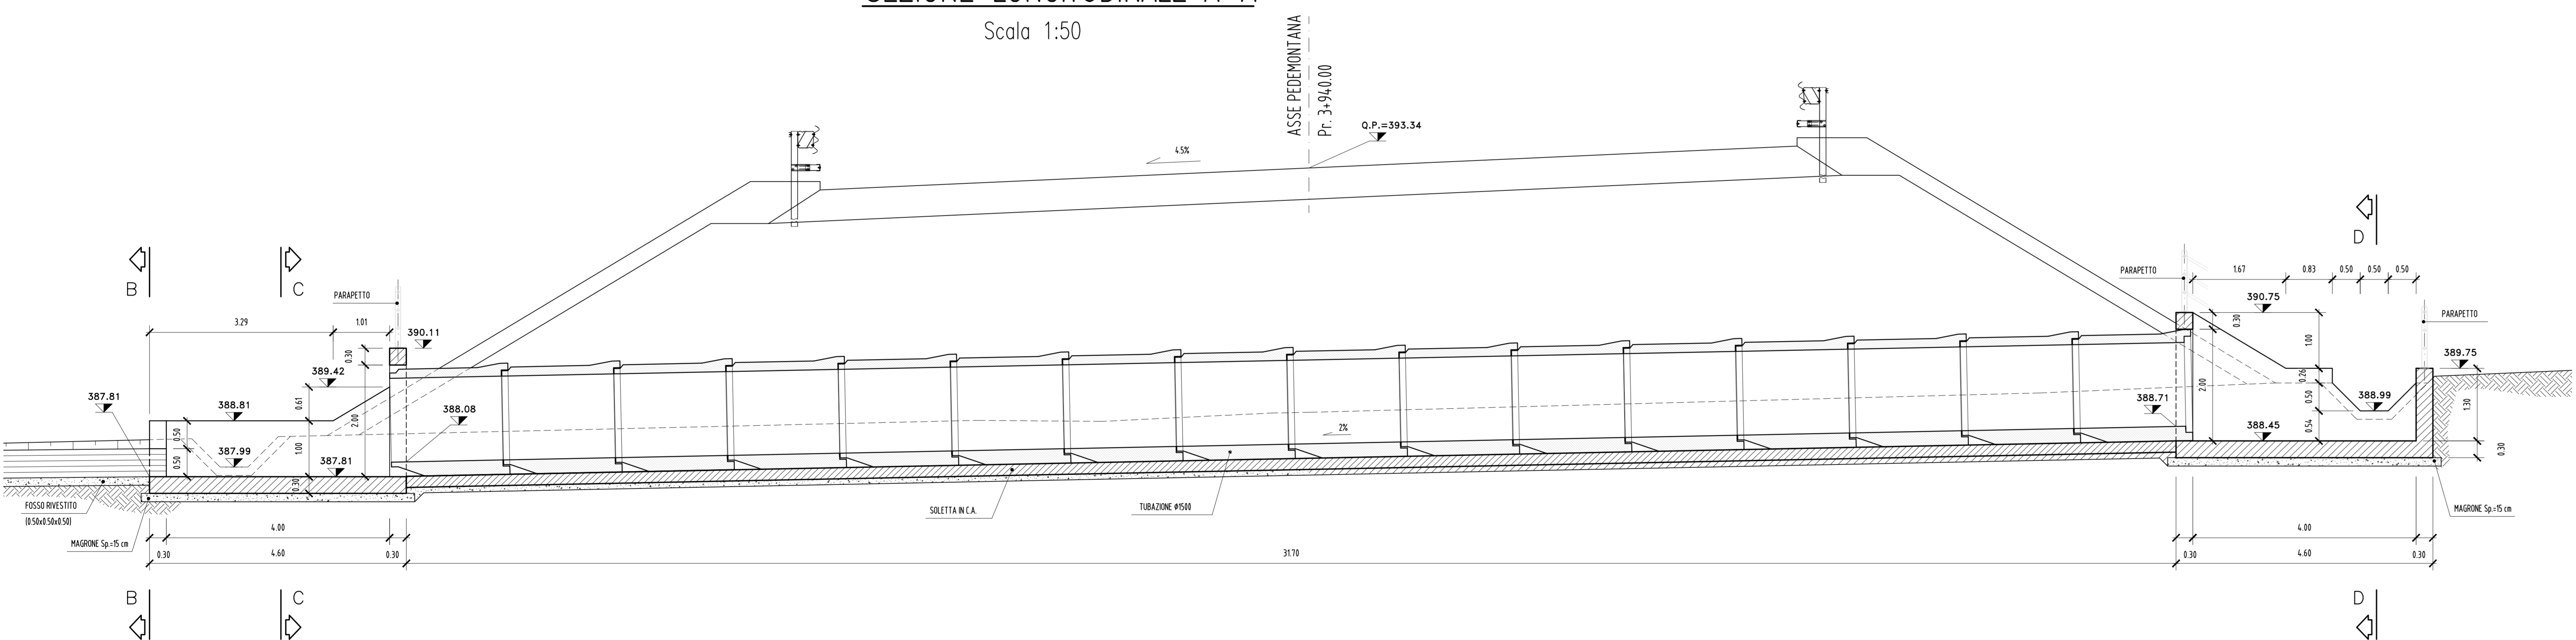 SEZIONE LONGITUDINALE A-A
Scala 1:50
ASSE PEDEMONTANA
Pr. 3+940.00
Q.P.=393.34
4.5%
B
C
D
PARAPETTO
3.29
1.01
390.11
0.30
389.42
387.81
388.81
0.61
2.00
388.08
0.50
0.50
387.99
1.00
387.81
0.30
FOSSO RIVESTITO
(0.50x0.50x0.50)
MAGRONE Sp.=15 cm
4.00
0.30
4.60
0.30
2%
SOLETTA IN C.A.
TUBAZIONE Ø1500
31.70
PARAPETTO
1.67
0.83
0.50
0.50
0.50
390.75
0.30
1.00
PARAPETTO
389.75
0.26
2.00
0.50
388.99
388.71
1.30
388.45
0.54
0.30
MAGRONE Sp.=15 cm
4.00
0.30
4.60
0.30
B
C
D